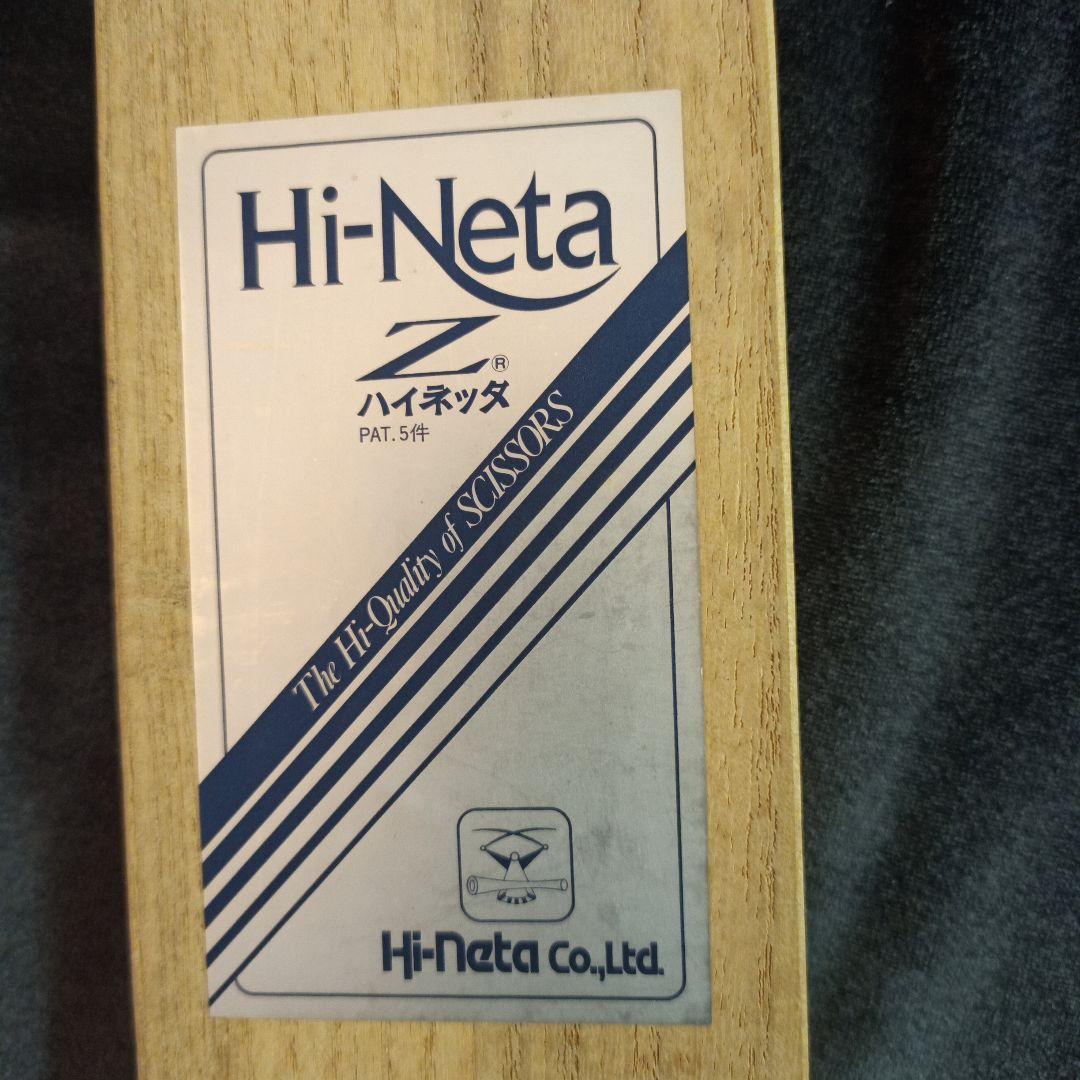 Hi-Neta
Z®
ハイネッタ
PAT.5件
The Hi-Quality of SCISSORS
Hi-Neta Co.,Ltd.